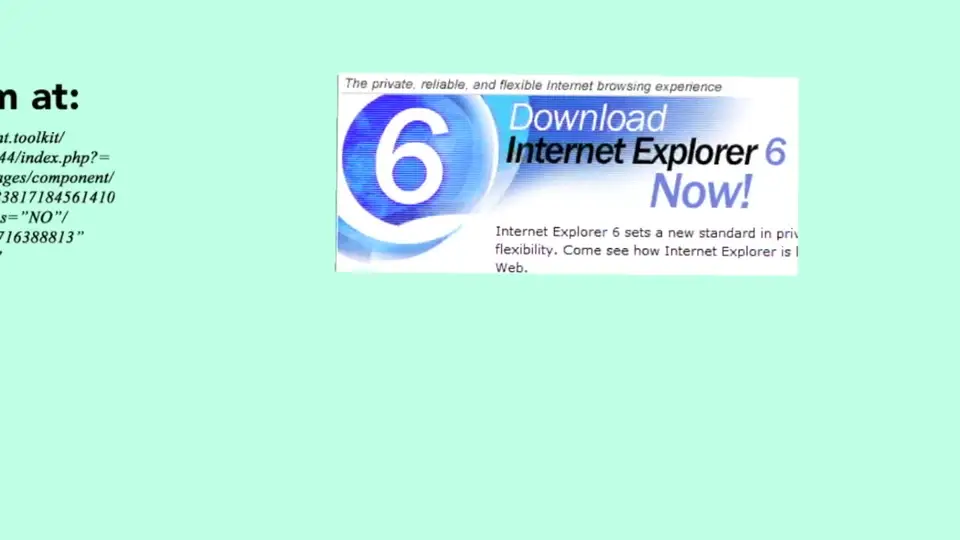 m at:
nt.toolkit/
44/index.php?=
ages/component/
23817184561410
s="NO"/
716388813"
The private, reliable, and flexible Internet browsing experience
6
Download
Internet Explorer 6
Now!
Internet Explorer 6 sets a new standard in priv
flexibility. Come see how Internet Explorer is l
Web.